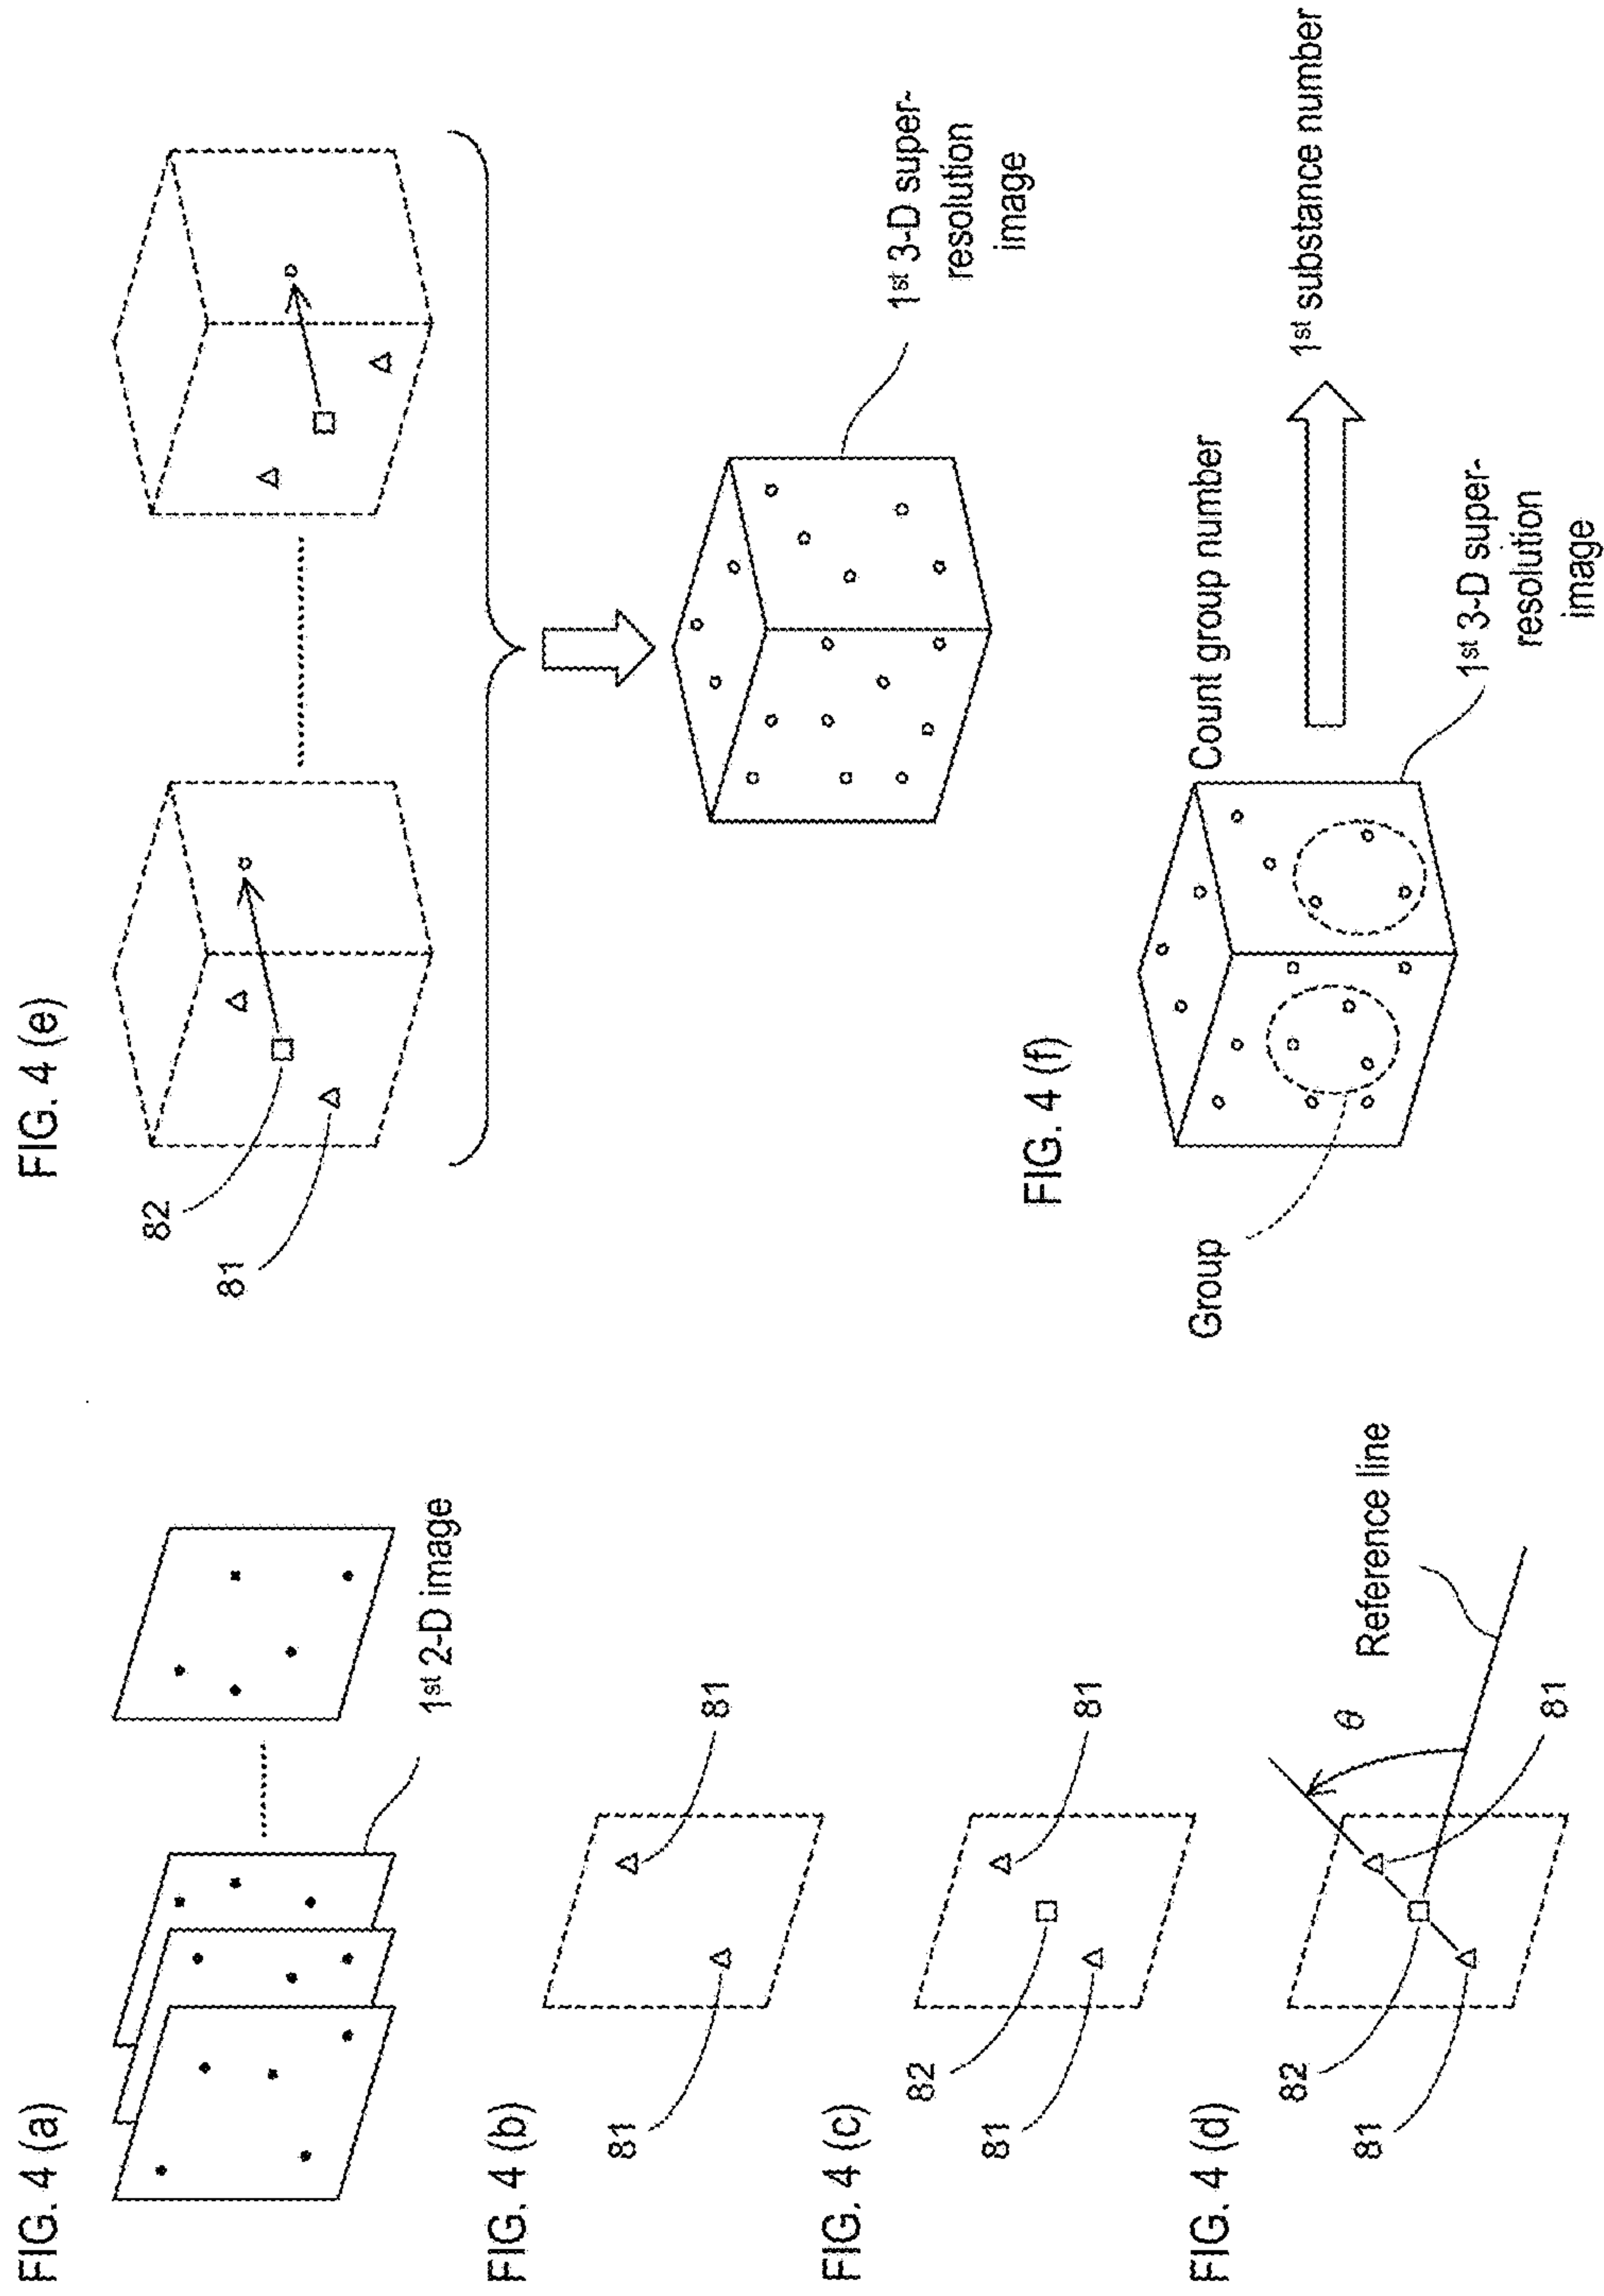 FIG. 4 (a)
1st 2-D image
FIG. 4 (b)
81
81
FIG. 4 (c)
81
82
81
FIG. 4 (d)
Reference line
θ
82
81
81
FIG. 4 (e)
82
81
1st 3-D super-
resolution
image
FIG. 4 (f)
Group
Count group number
1st substance number
1st 3-D super-
resolution
image